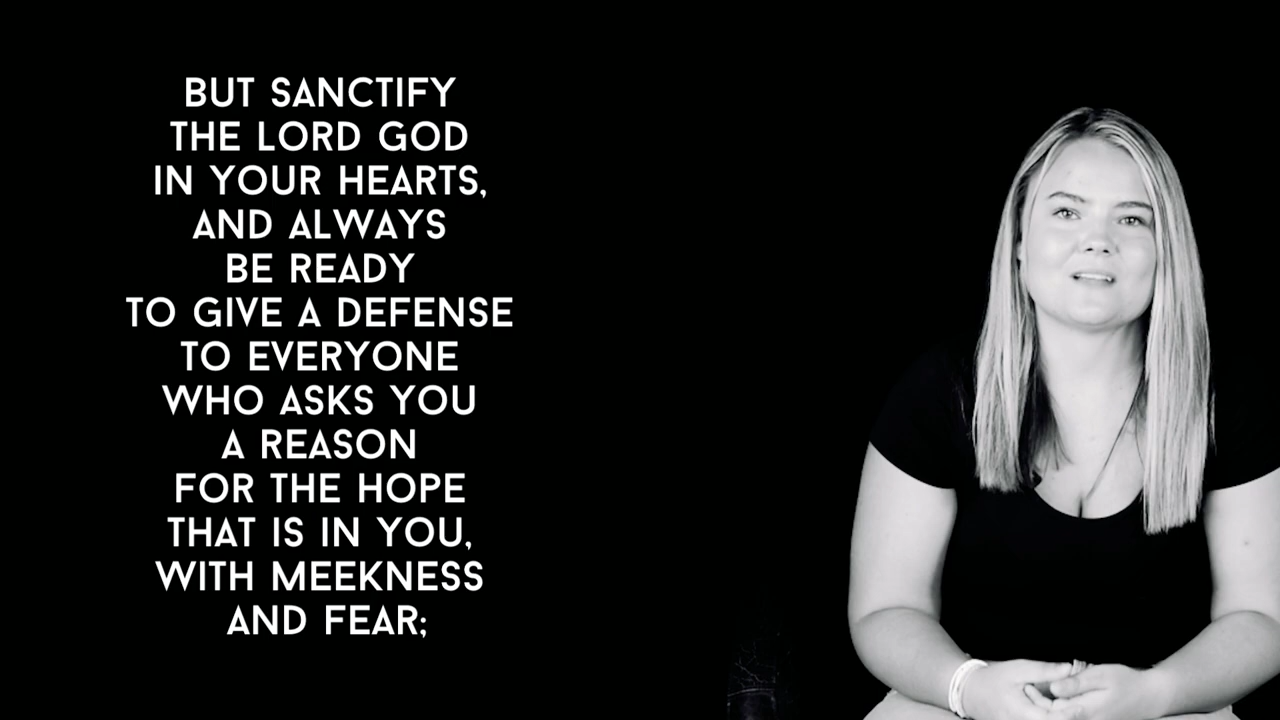 BUT SANCTIFY
THE LORD GOD
IN YOUR HEARTS,
AND ALWAYS
BE READY
TO GIVE A DEFENSE
TO EVERYONE
WHO ASKS YOU
A REASON
FOR THE HOPE
THAT IS IN YOU,
WITH MEEKNESS
AND FEAR;